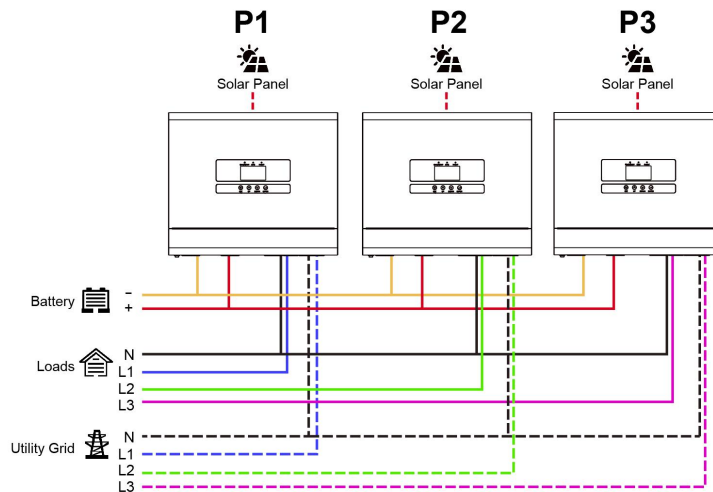 P1 P2 P3
Solar Panel Solar Panel Solar Panel
Battery
−
+
Loads
N
L1
L2
L3
Utility Grid
N
L1
L2
L3